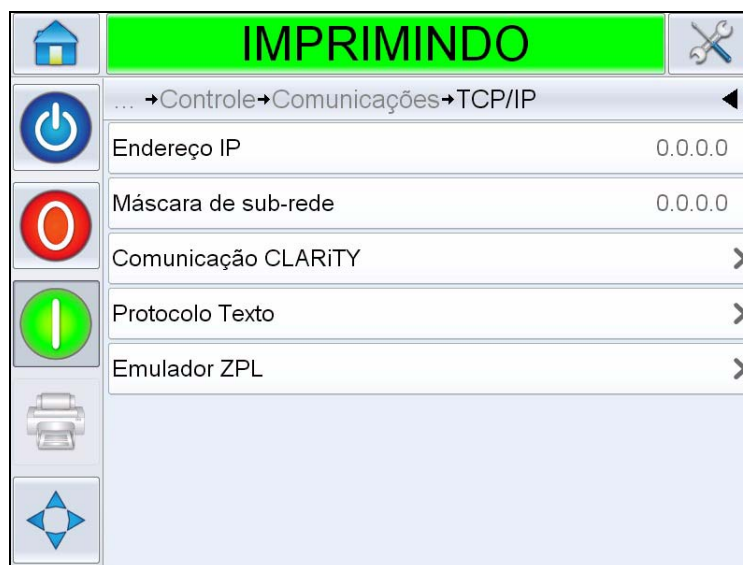 IMPRIMINDO
... →Controle→Comunicações→TCP/IP
Endereço IP 0.0.0.0
Máscara de sub-rede 0.0.0.0
Comunicação CLARiTY
Protocolo Texto
Emulador ZPL